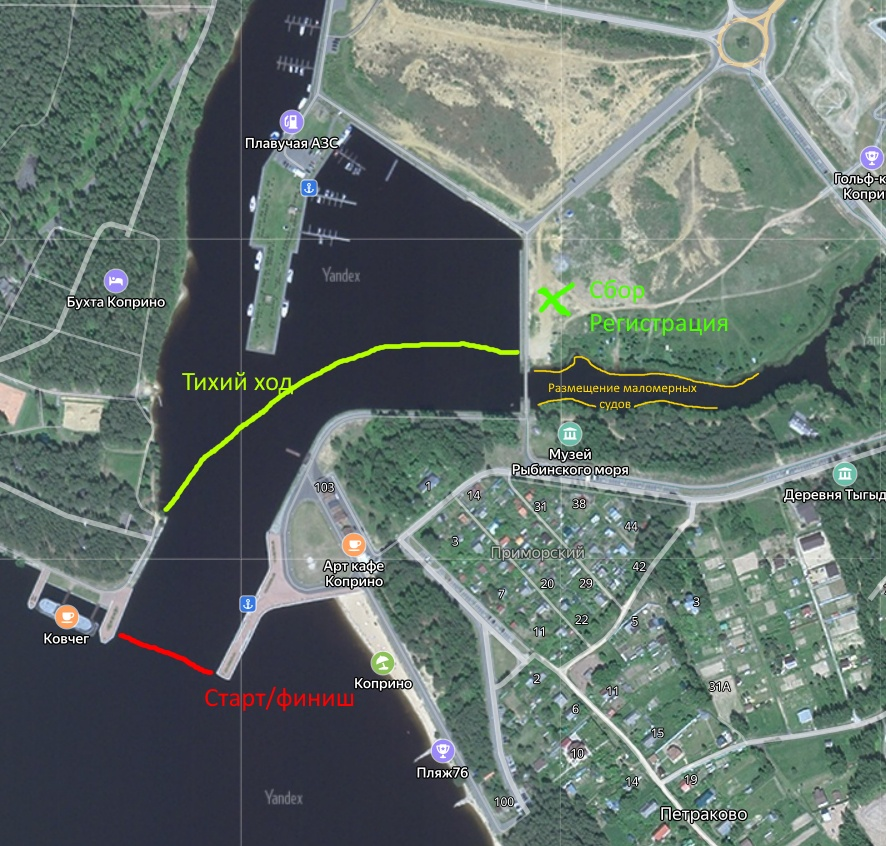 Плавучая АЗС
Гольф-к
Копри
Yandex
Бухта Коприно
Сбор
Регистрация
Yand
Тихий ход
Размещение маломерных
судов
Музей
Рыбинского моря
Деревня Тыгыд
103
1
14
31
38
44
3
Приморский
Арт кафе
Коприно
42
20
29
7
3
22
5
11
Ковчег
Коприно
Старт/финиш
2
11
31А
6
15
10
Пляж76
14
19
Yandex
100
Петраково